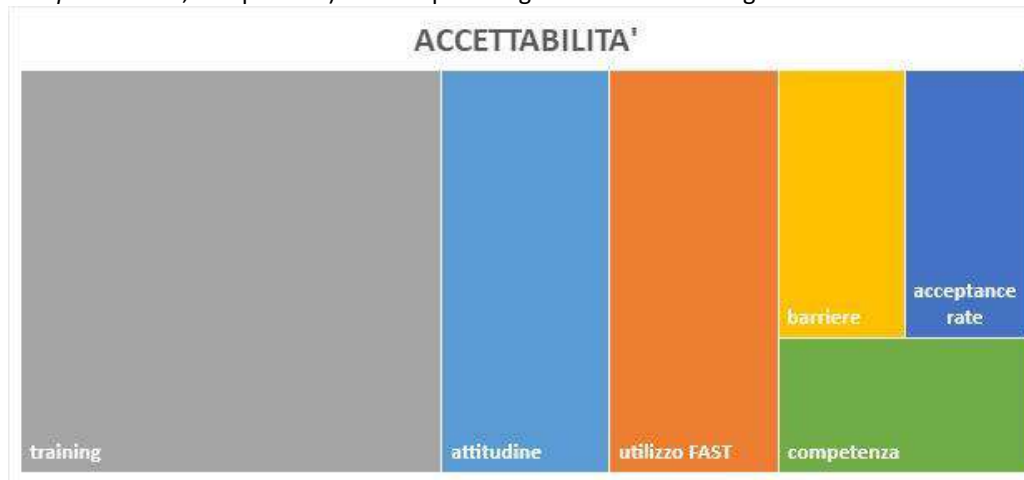 ACCETTABILITA'
training
attitudine
utilizzo FAST
barriere
acceptance
rate
competenza